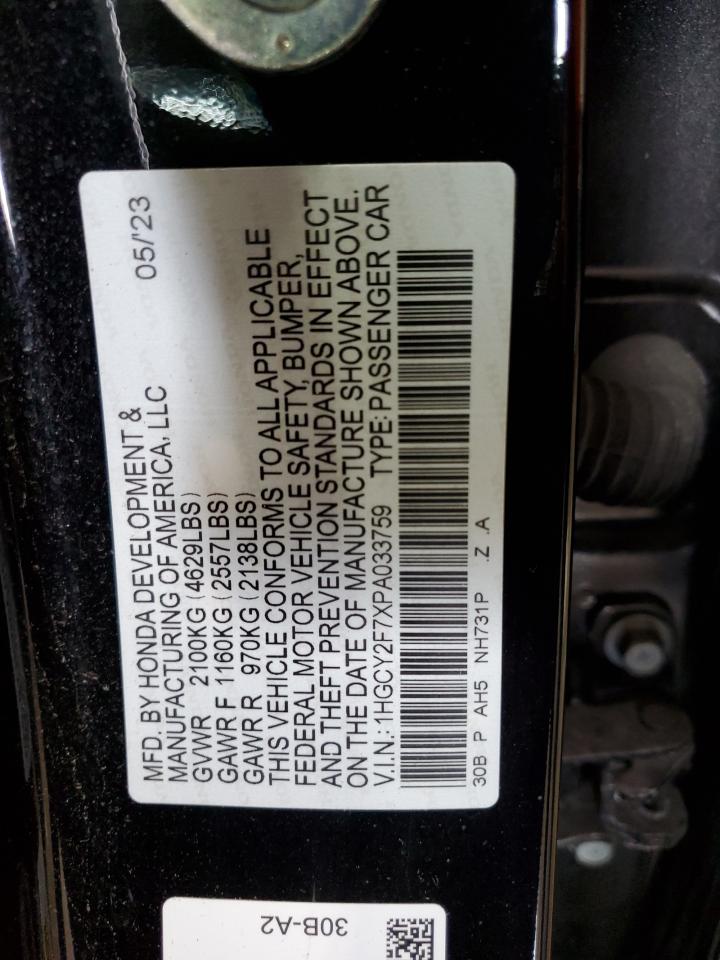 MFD. BY HONDA DEVELOPMENT & 05/'23
MANUFACTURING OF AMERICA, LLC
GVWR 2100KG (4629LBS)
GAWR F 1160KG (2557LBS)
GAWR R 970KG (2138LBS)
THIS VEHICLE CONFORMS TO ALL APPLICABLE
FEDERAL MOTOR VEHICLE SAFETY, BUMPER,
AND THEFT PREVENTION STANDARDS IN EFFECT
ON THE DATE OF MANUFACTURE SHOWN ABOVE.
V.I.N.: 1HGCY2F7XPA033759 TYPE: PASSENGER CAR
30B P AH5 NH731P .Z .A
30B-A2